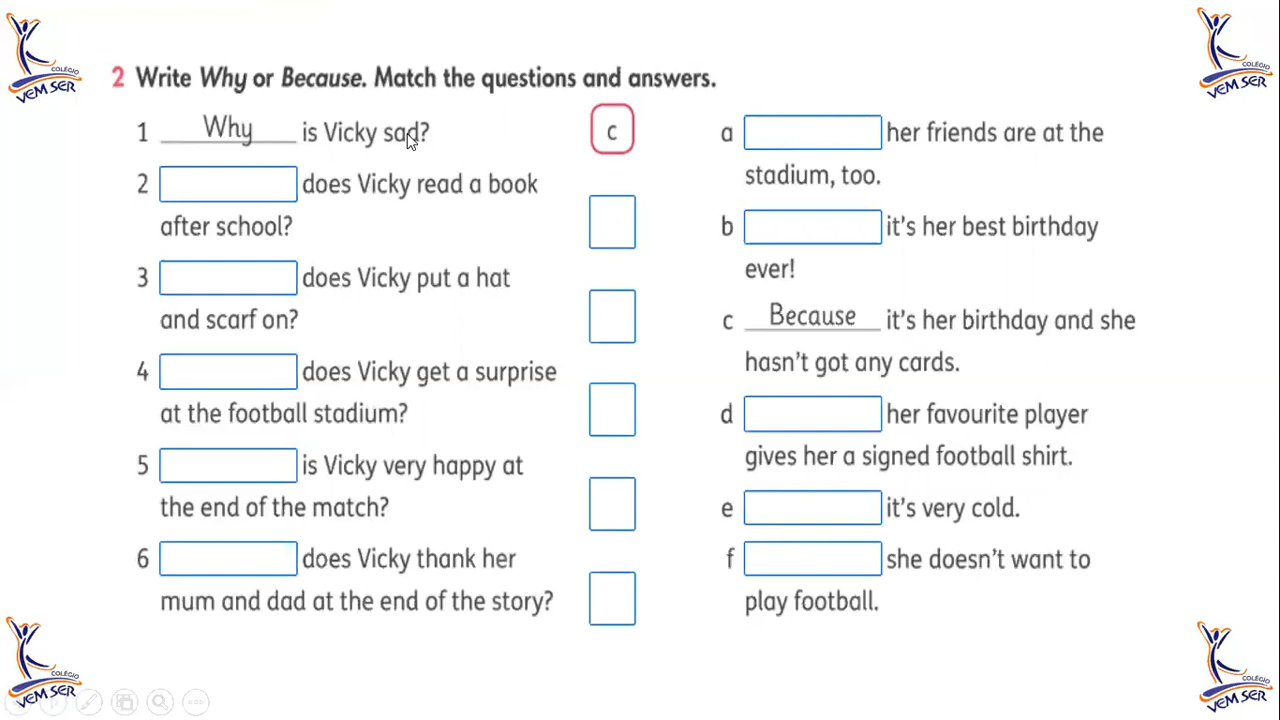 COLÉGIO
VEM SER
COLÉGIO
VEM SER
2 Write Why or Because. Match the questions and answers.
1 Why is Vicky sad?
c
2 does Vicky read a book
after school?
3 does Vicky put a hat
and scarf on?
4 does Vicky get a surprise
at the football stadium?
5 is Vicky very happy at
the end of the match?
6 does Vicky thank her
mum and dad at the end of the story?
a her friends are at the
stadium, too.
b it's her best birthday
ever!
c Because it's her birthday and she
hasn't got any cards.
d her favourite player
gives her a signed football shirt.
e it's very cold.
f she doesn't want to
play football.
COLÉGIO
VEM SER
COLÉGIO
VEM SER